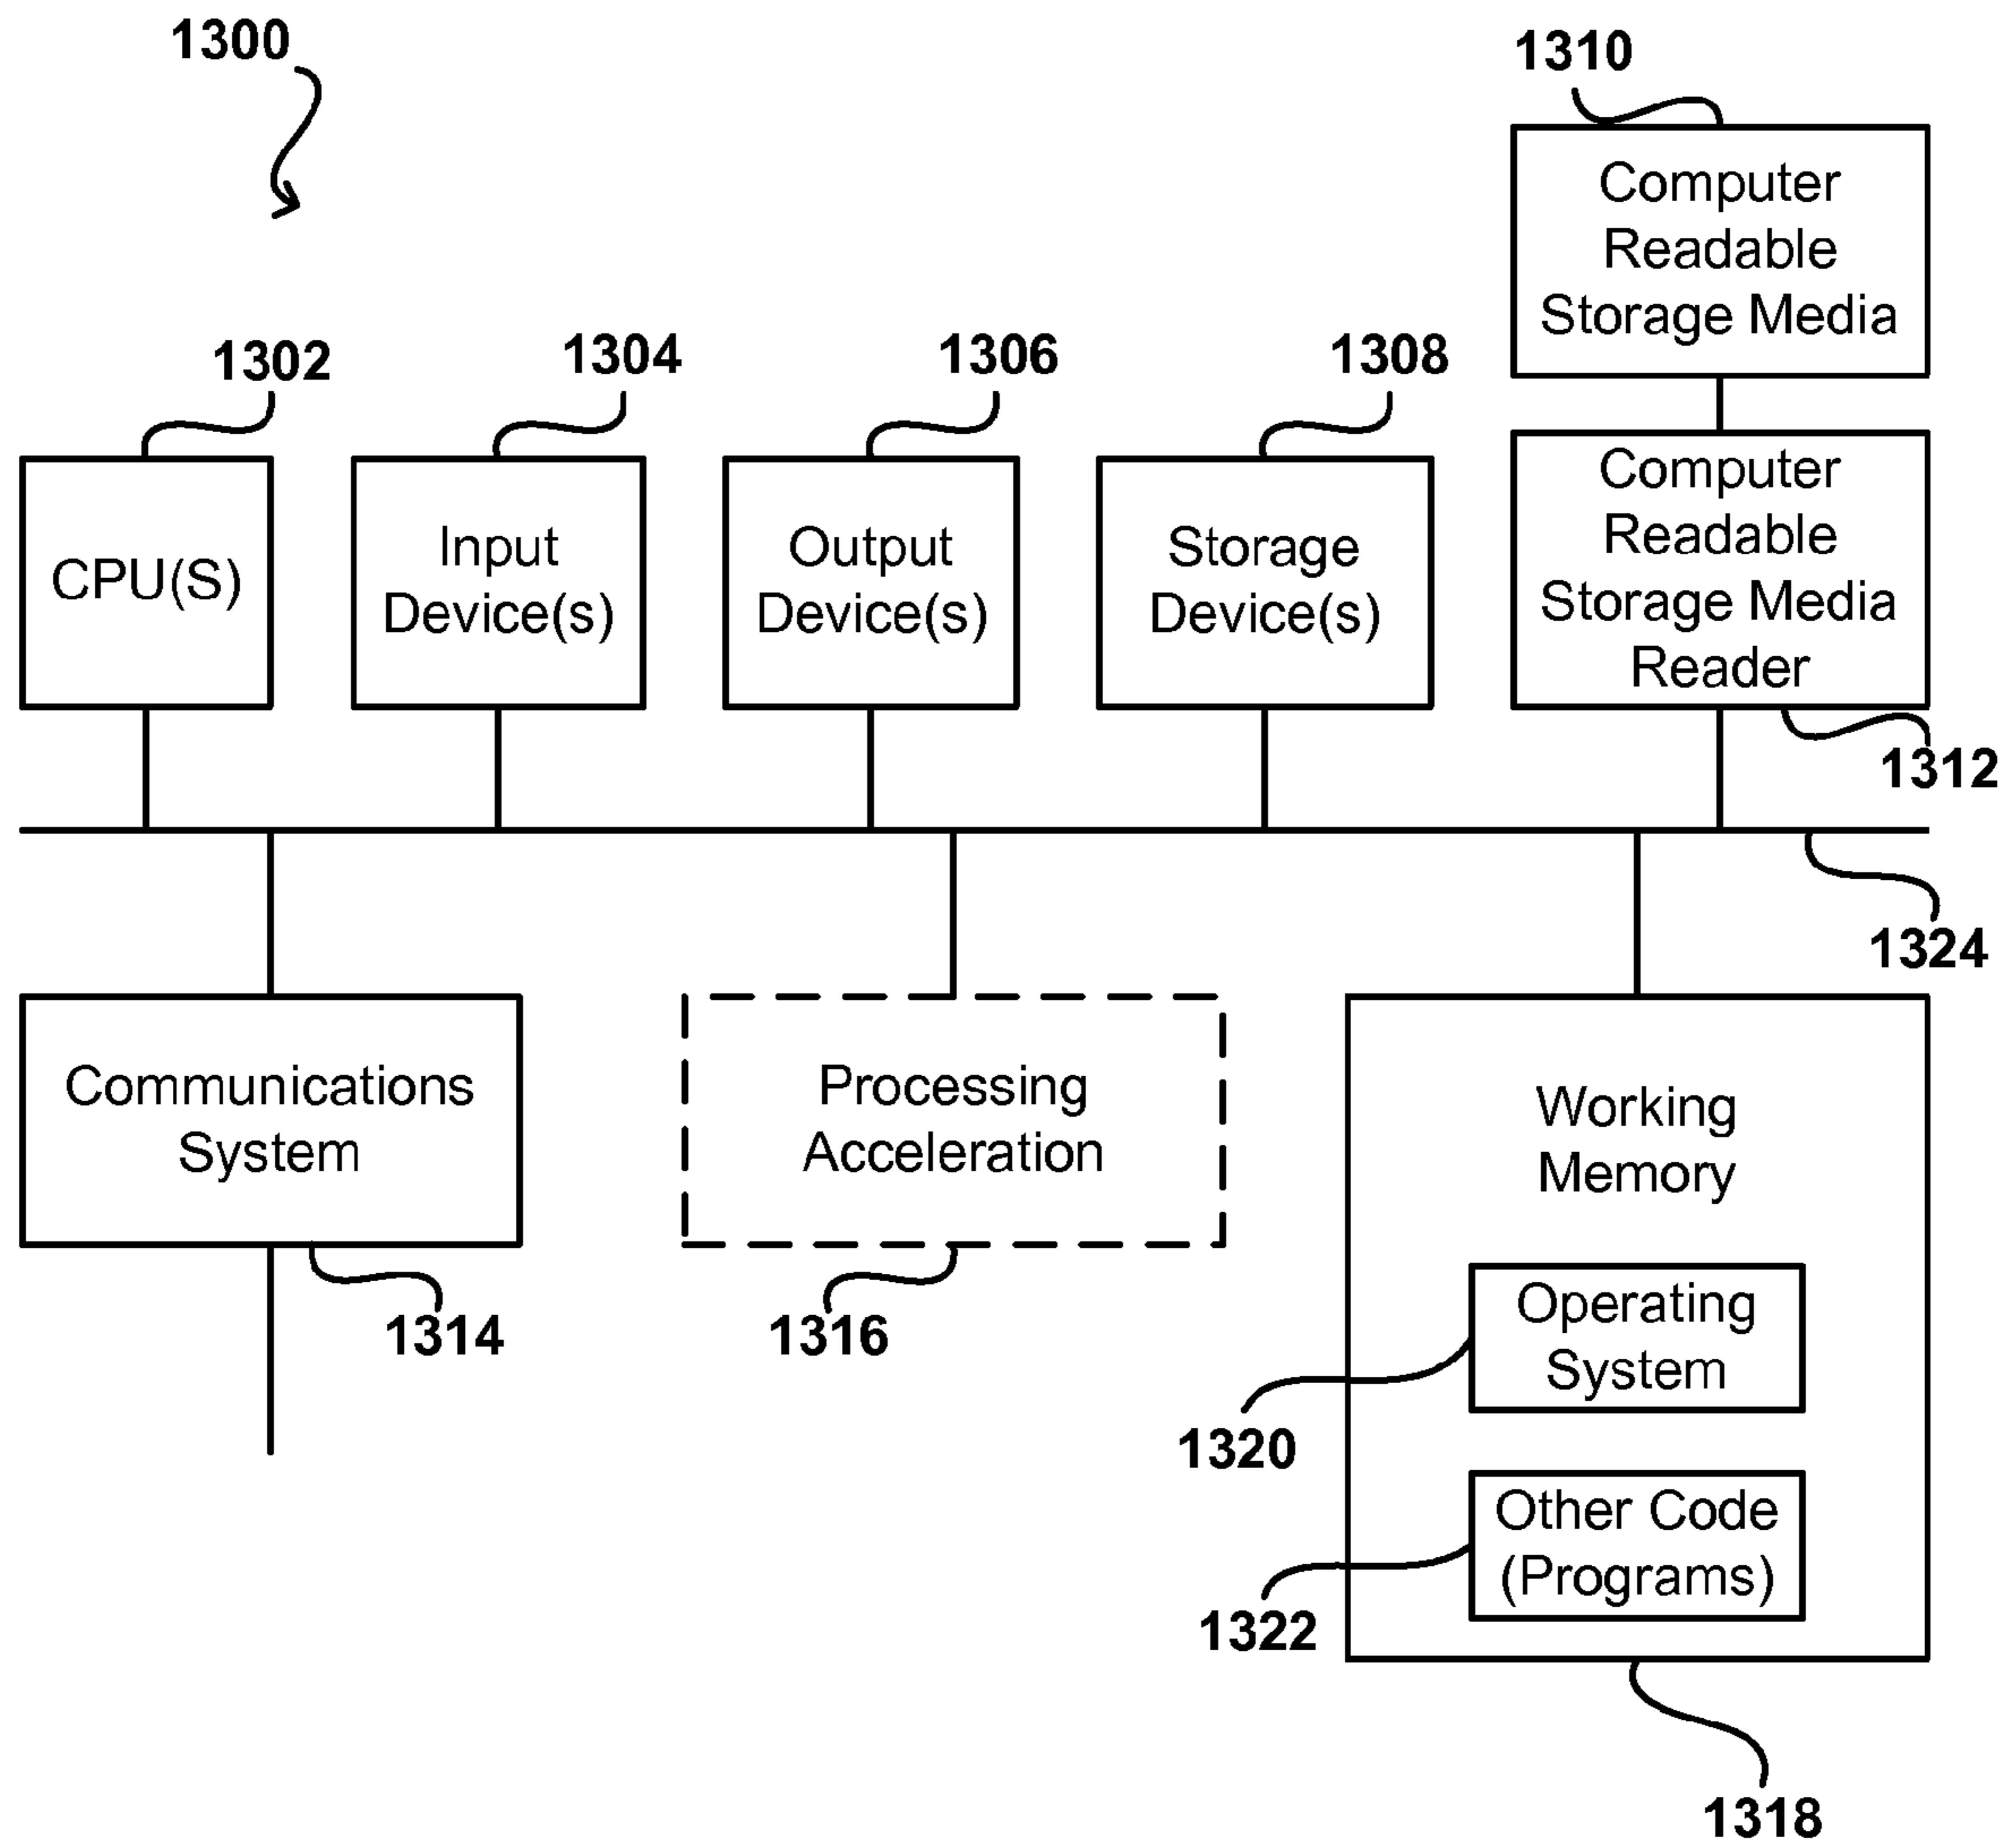 1300
1310
Computer
Readable
Storage Media
1302
1304
1306
1308
CPU(S)
Input
Device(s)
Output
Device(s)
Storage
Device(s)
Computer
Readable
Storage Media
Reader
1312
1324
Communications
System
1314
Processing
Acceleration
1316
Working
Memory
Operating
System
1320
Other Code
(Programs)
1322
1318